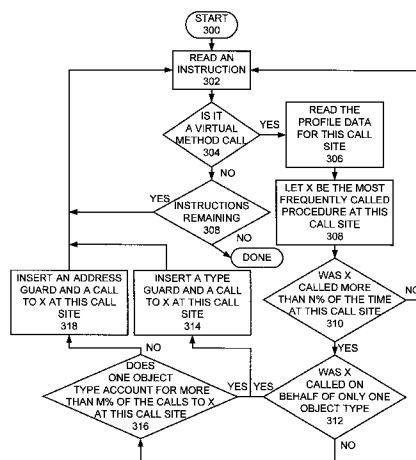 START
300
READ AN
INSTRUCTION
302
IS IT
A VIRTUAL
METHOD CALL
304
YES
NO
READ THE
PROFILE DATA
FOR THIS CALL
SITE
306
YES
INSTRUCTIONS
REMAINING
308
NO
DONE
LET X BE THE MOST
FREQUENTLY CALLED
PROCEDURE AT THIS
CALL SITE
308
INSERT AN ADDRESS
GUARD AND A CALL
TO X AT THIS CALL
SITE
318
INSERT A TYPE
GUARD AND A CALL
TO X AT THIS CALL
SITE
314
WAS X
CALLED MORE
THAN N% OF THE TIME
AT THIS CALL SITE
310
NO
YES
NO
DOES
ONE OBJECT
TYPE ACCOUNT FOR MORE
THAN M% OF THE CALLS TO X
AT THIS CALL SITE
316
YES
YES
WAS X
CALLED ON
BEHALF OF ONLY ONE
OBJECT TYPE
312
NO